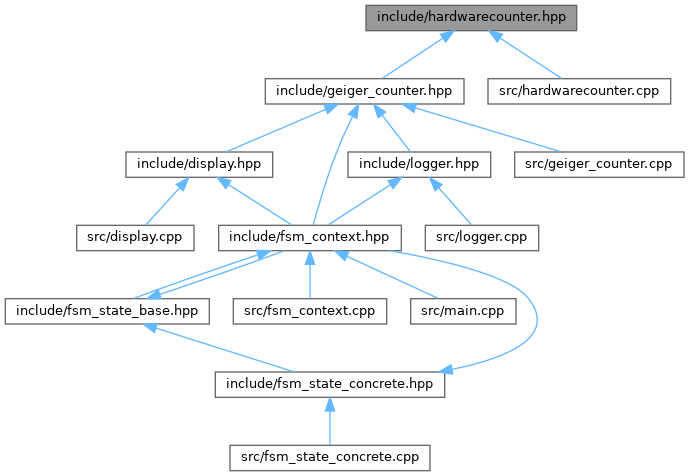 include/hardwarecounter.hpp
include/geiger_counter.hpp
src/hardwarecounter.cpp
include/display.hpp
include/logger.hpp
src/geiger_counter.cpp
src/display.cpp
include/fsm_context.hpp
src/logger.cpp
include/fsm_state_base.hpp
src/fsm_context.cpp
src/main.cpp
include/fsm_state_concrete.hpp
src/fsm_state_concrete.cpp